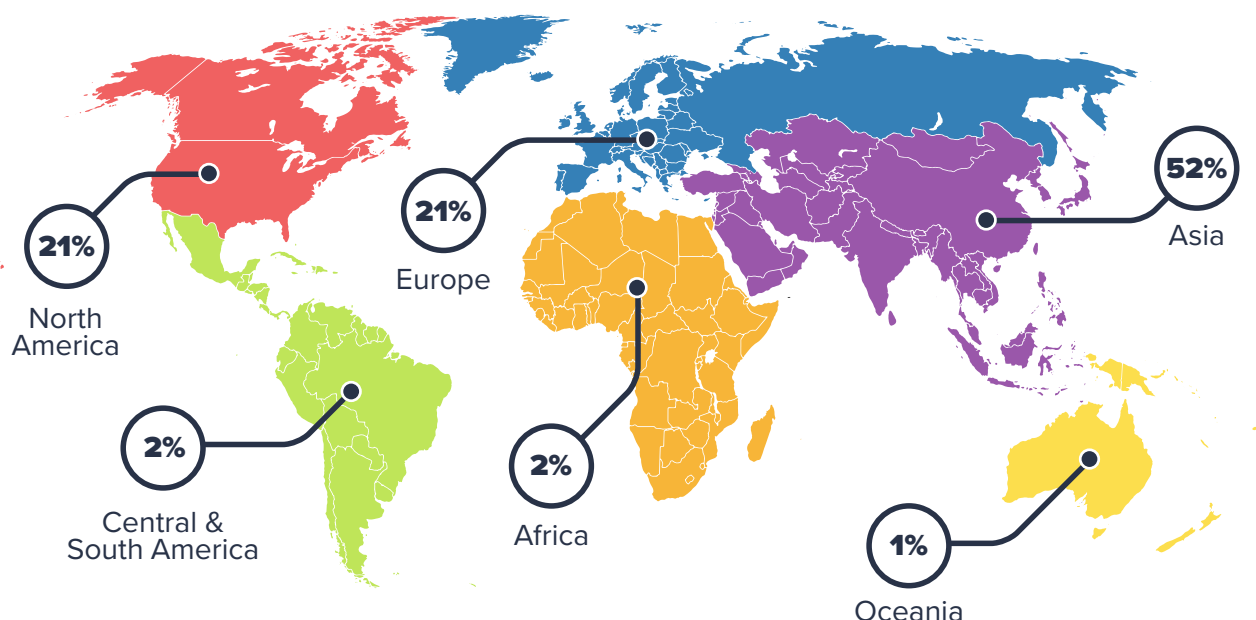 21%
North
America
21%
Europe
52%
Asia
2%
Central &
South America
2%
Africa
1%
Oceania